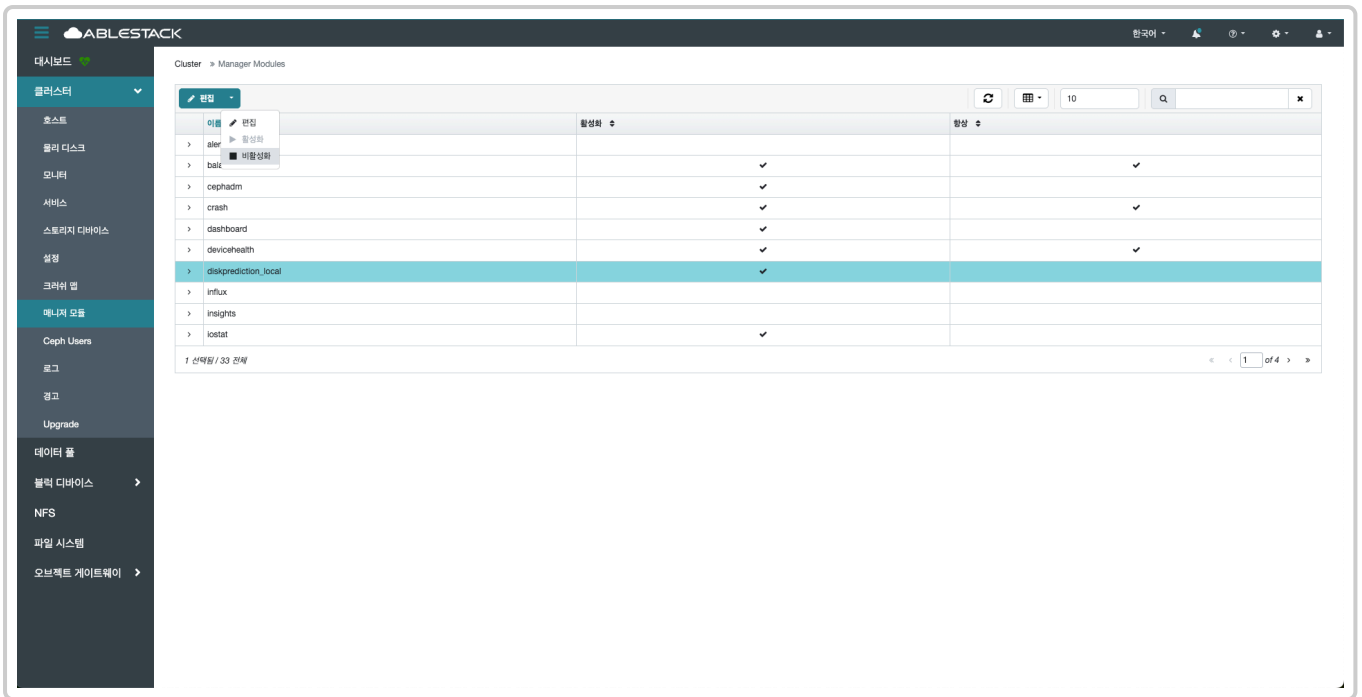 ABLESTACK
한국어
대시보드
Cluster » Manager Modules
클러스터
호스트
물리 디스크
모니터
서비스
스토리지 디바이스
설정
크러쉬 맵
매니저 모듈
Ceph Users
로그
경고
Upgrade
데이터 풀
블럭 디바이스
NFS
파일 시스템
오브젝트 게이트웨이
편집
10
편집
활성화
비활성화
활성화 항상
cephadm
crash
dashboard
devicehealth
diskprediction_local
influx
insights
iostat
1 선택됨 / 33 전체
« ‹ 1 of 4 › »